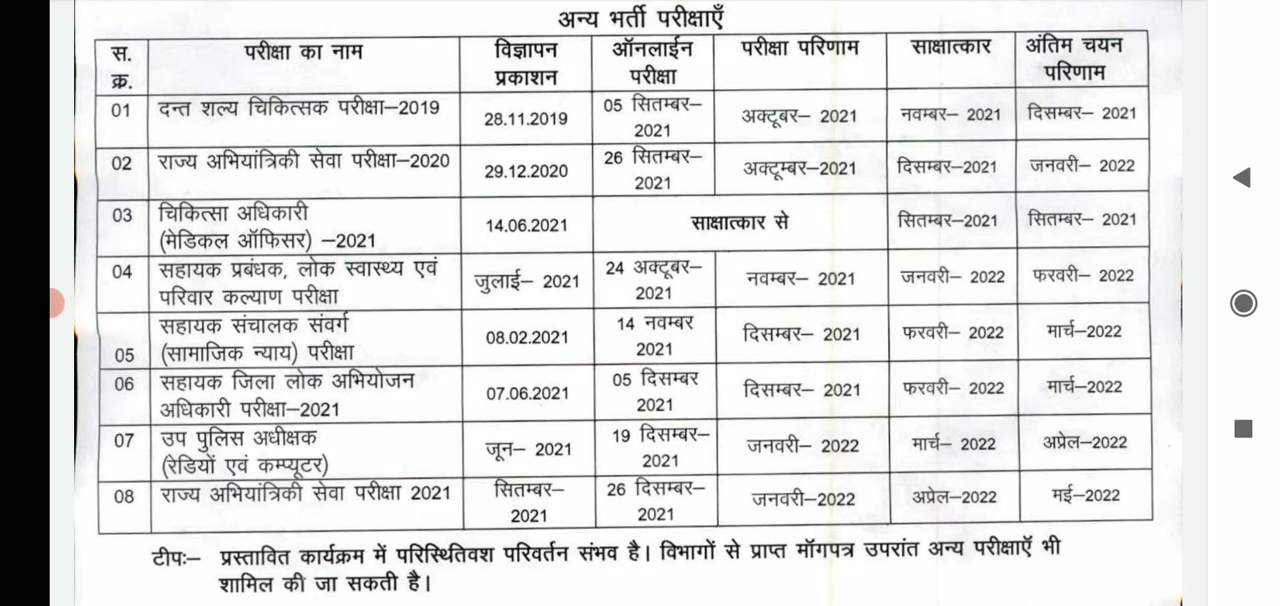 अन्य भर्ती परीक्षाएँ
स. क्र. परीक्षा का नाम विज्ञापन प्रकाशन ऑनलाईन परीक्षा परीक्षा परिणाम साक्षात्कार अंतिम चयन परिणाम
01 दन्त शल्य चिकित्सक परीक्षा–2019 28.11.2019 05 सितम्बर– 2021 अक्टूबर– 2021 नवम्बर– 2021 दिसम्बर– 2021
02 राज्य अभियांत्रिकी सेवा परीक्षा–2020 29.12.2020 26 सितम्बर– 2021 अक्टूम्बर–2021 दिसम्बर–2021 जनवरी– 2022
03 चिकित्सा अधिकारी (मेडिकल ऑफिसर) –2021 14.06.2021 साक्षात्कार से सितम्बर–2021 सितम्बर– 2021
04 सहायक प्रबंधक, लोक स्वास्थ्य एवं परिवार कल्याण परीक्षा जुलाई– 2021 24 अक्टूबर– 2021 नवम्बर– 2021 जनवरी– 2022 फरवरी– 2022
05 सहायक संचालक संवर्ग (सामाजिक न्याय) परीक्षा 08.02.2021 14 नवम्बर 2021 दिसम्बर– 2021 फरवरी– 2022 मार्च–2022
06 सहायक जिला लोक अभियोजन अधिकारी परीक्षा–2021 07.06.2021 05 दिसम्बर 2021 दिसम्बर– 2021 फरवरी– 2022 मार्च–2022
07 उप पुलिस अधीक्षक (रेडियों एवं कम्प्यूटर) जून– 2021 19 दिसम्बर– 2021 जनवरी– 2022 मार्च– 2022 अप्रेल–2022
08 राज्य अभियांत्रिकी सेवा परीक्षा 2021 सितम्बर– 2021 26 दिसम्बर– 2021 जनवरी–2022 अप्रेल–2022 मई–2022
टीपः– प्रस्तावित कार्यक्रम में परिस्थितिवश परिवर्तन संभव है। विभागों से प्राप्त मॉगपत्र उपरांत अन्य परीक्षाऍ भी
शामिल की जा सकती है।